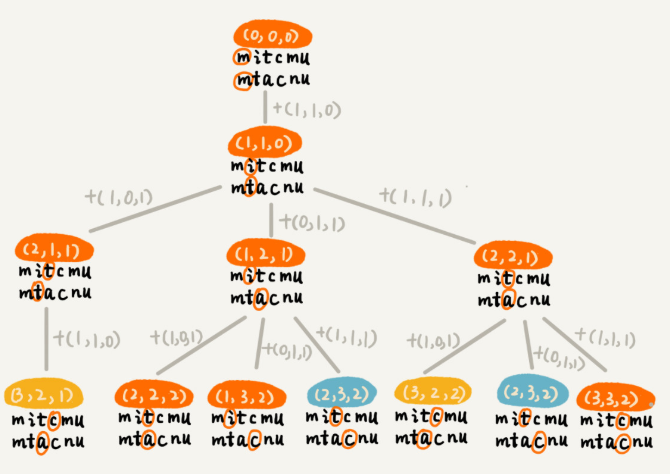 (0,0,0)
mitcmu
mtacnu
+(1,1,0)
(1,1,0)
mitcmu
mtacnu
+(1,0,1)
+(0,1,1)
+(1,1,1)
(2,1,1)
mitcmu
mtacnu
(1,2,1)
mitcmu
mtacnu
(2,2,1)
mitcmu
mtacnu
+(1,1,0)
+(1,0,1)
+(0,1,1)
+(1,1,1)
+(1,0,1)
+(0,1,1)
+(1,1,1)
(3,2,1)
mitcmu
mtacnu
(2,2,2)
mitcmu
mtacnu
(1,3,2)
mitcmu
mtacnu
(2,3,2)
mitcmu
mtacnu
(3,2,2)
mitcmu
mtacnu
(2,3,2)
mitcmu
mtacnu
(3,3,2)
mitcmu
mtacnu